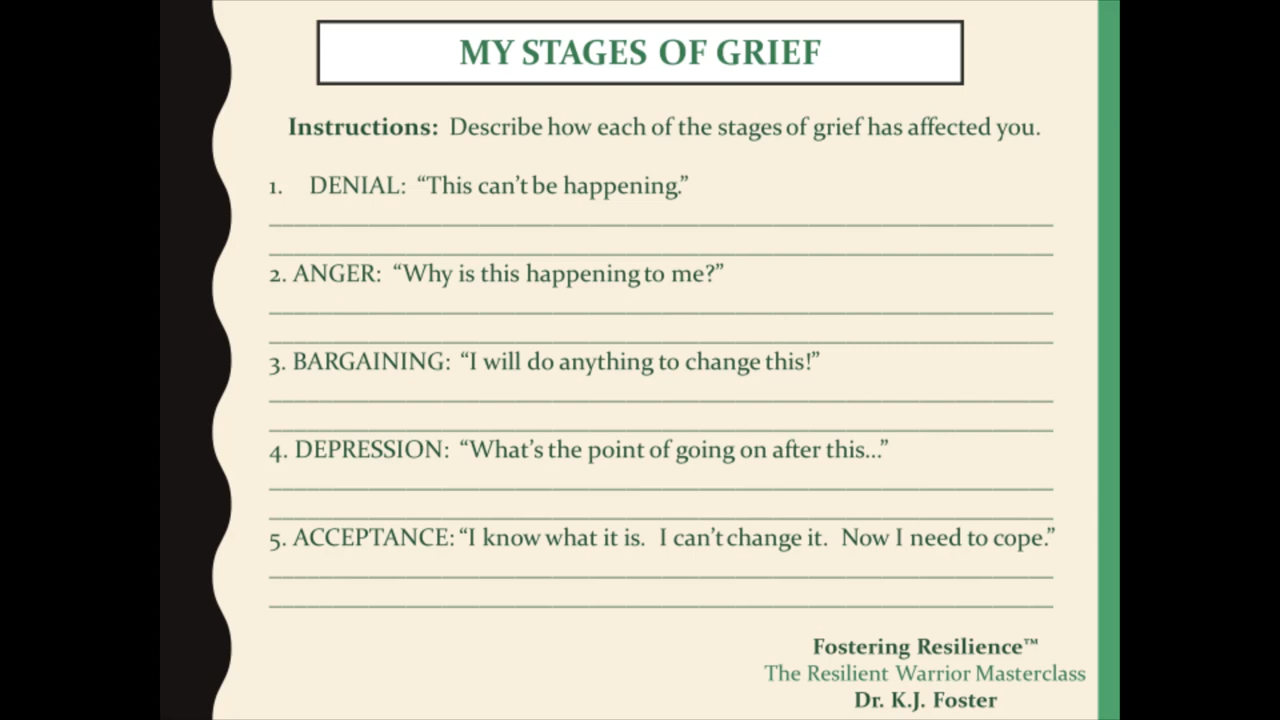 MY STAGES OF GRIEF
Instructions: Describe how each of the stages of grief has affected you.
1. DENIAL: “This can’t be happening.”
2. ANGER: “Why is this happening to me?”
3. BARGAINING: “I will do anything to change this!”
4. DEPRESSION: “What’s the point of going on after this...”
5. ACCEPTANCE: “I know what it is. I can’t change it. Now I need to cope.”
Fostering Resilience™
The Resilient Warrior Masterclass
Dr. K.J. Foster